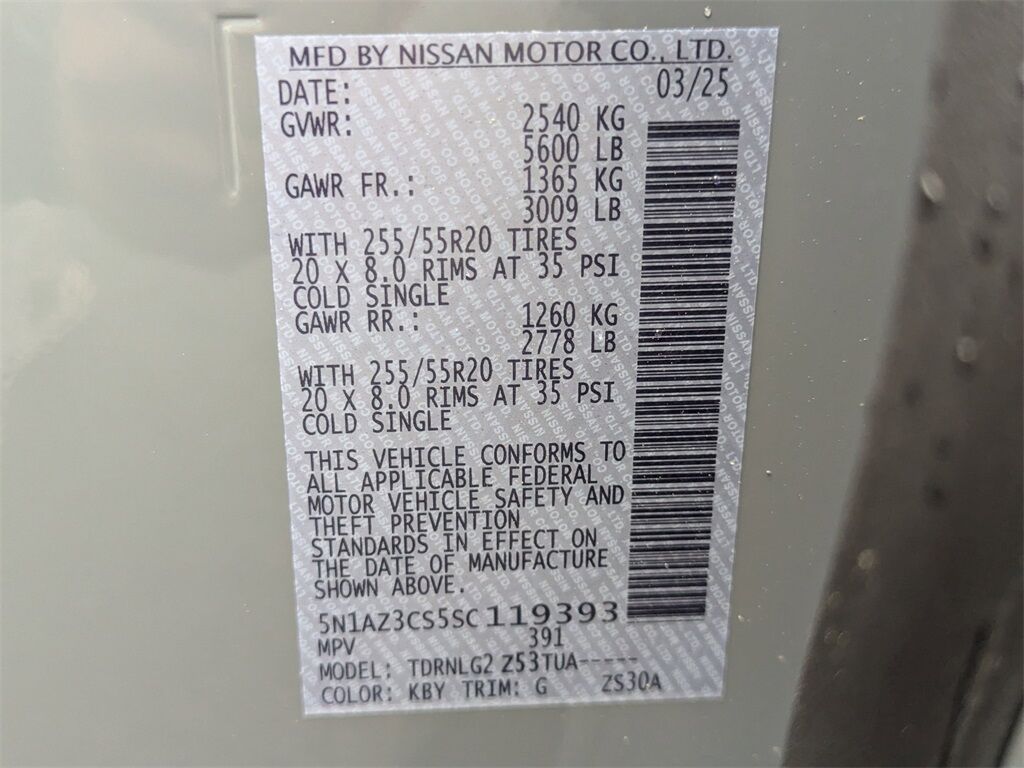 MFD BY NISSAN MOTOR CO., LTD.
DATE: 03/25
GVWR: 2540 KG
5600 LB
GAWR FR.: 1365 KG
3009 LB
WITH 255/55R20 TIRES
20 X 8.0 RIMS AT 35 PSI
COLD SINGLE
GAWR RR.: 1260 KG
2778 LB
WITH 255/55R20 TIRES
20 X 8.0 RIMS AT 35 PSI
COLD SINGLE
THIS VEHICLE CONFORMS TO
ALL APPLICABLE FEDERAL
MOTOR VEHICLE SAFETY AND
THEFT PREVENTION
STANDARDS IN EFFECT ON
THE DATE OF MANUFACTURE
SHOWN ABOVE.
5N1AZ3CS5SC119393
MPV 391
MODEL: TDRNLG2 Z53TUA-----
COLOR: KBY TRIM: G ZS30A